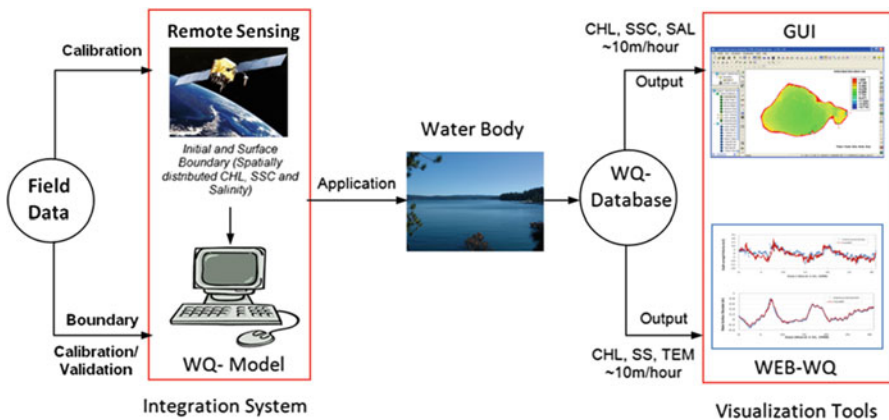 Field
Data
Calibration
Boundary
Calibration/
Validation
Remote Sensing
Initial and Surface
Boundary (Spatially
distributed CHL, SSC and
Salinity)
WQ- Model
Integration System
Application
Water Body
WQ-
Database
CHL, SSC, SAL
~10m/hour
Output
Output
CHL, SS, TEM
~10m/hour
GUI
WEB-WQ
Visualization Tools